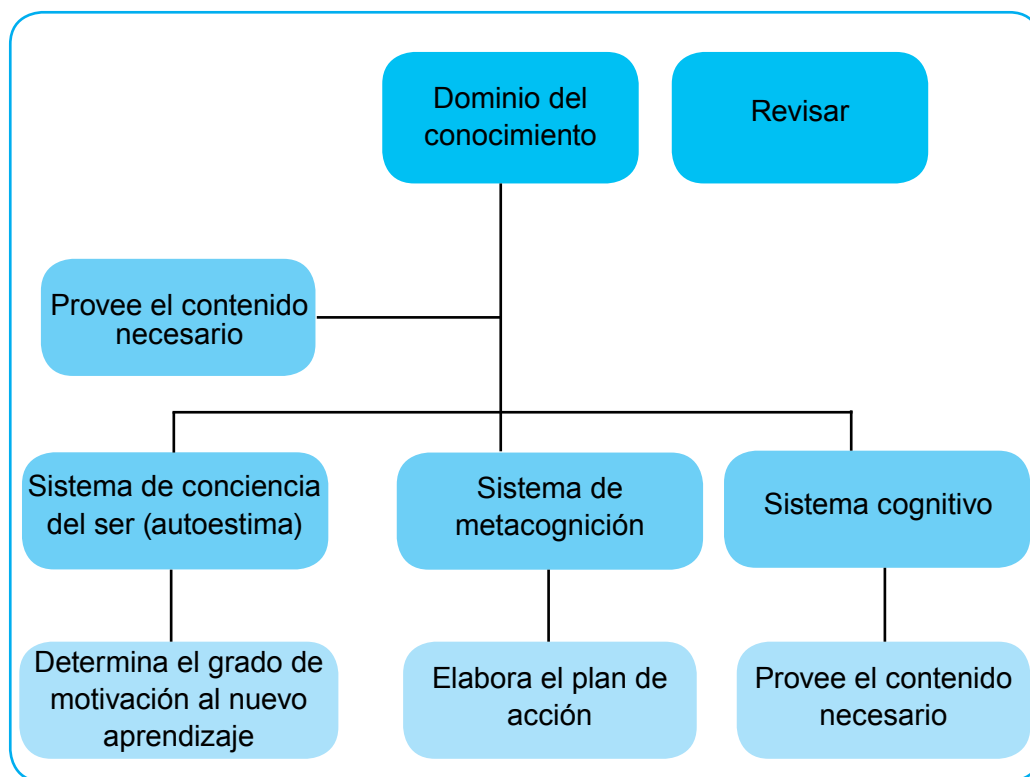 Dominio del
conocimiento
Revisar
Provee el contenido
necesario
Sistema de conciencia
del ser (autoestima)
Sistema de
metacognición
Sistema cognitivo
Determina el grado de
motivación al nuevo
aprendizaje
Elabora el plan de
acción
Provee el contenido
necesario